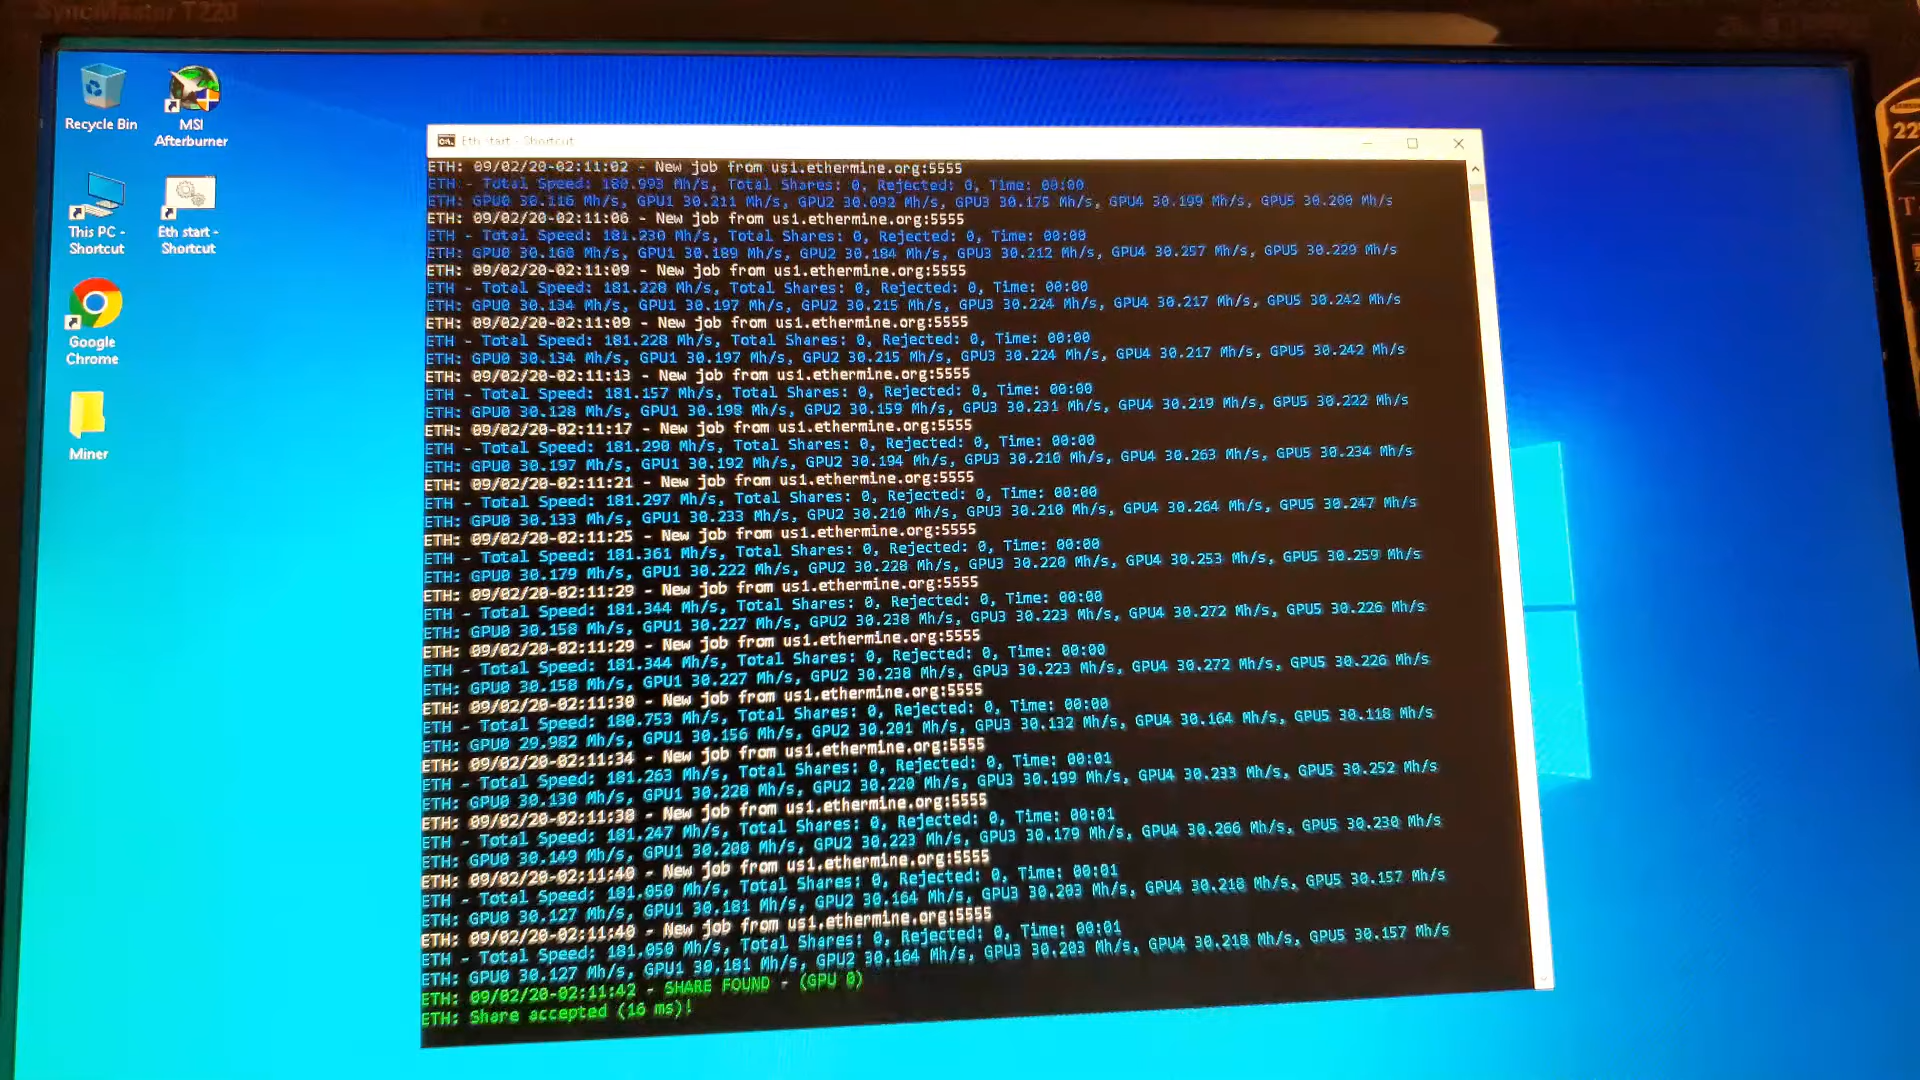 SyncMaster T220
Recycle Bin
MSI
Afterburner
This PC -
Shortcut
Eth start -
Shortcut
Google
Chrome
Miner
Eth start - Shortcut
ETH: 09/02/20-02:11:02 - New job from us1.ethermine.org:5555
ETH - Total Speed: 180.993 Mh/s, Total Shares: 0, Rejected: 0, Time: 00:00
ETH: GPU0 30.116 Mh/s, GPU1 30.211 Mh/s, GPU2 30.092 Mh/s, GPU3 30.175 Mh/s, GPU4 30.199 Mh/s, GPU5 30.200 Mh/s
ETH: 09/02/20-02:11:06 - New job from us1.ethermine.org:5555
ETH - Total Speed: 181.230 Mh/s, Total Shares: 0, Rejected: 0, Time: 00:00
ETH: GPU0 30.160 Mh/s, GPU1 30.189 Mh/s, GPU2 30.184 Mh/s, GPU3 30.212 Mh/s, GPU4 30.257 Mh/s, GPU5 30.229 Mh/s
ETH: 09/02/20-02:11:09 - New job from us1.ethermine.org:5555
ETH - Total Speed: 181.228 Mh/s, Total Shares: 0, Rejected: 0, Time: 00:00
ETH: GPU0 30.134 Mh/s, GPU1 30.197 Mh/s, GPU2 30.215 Mh/s, GPU3 30.224 Mh/s, GPU4 30.217 Mh/s, GPU5 30.242 Mh/s
ETH: 09/02/20-02:11:09 - New job from us1.ethermine.org:5555
ETH - Total Speed: 181.228 Mh/s, Total Shares: 0, Rejected: 0, Time: 00:00
ETH: GPU0 30.134 Mh/s, GPU1 30.197 Mh/s, GPU2 30.215 Mh/s, GPU3 30.224 Mh/s, GPU4 30.217 Mh/s, GPU5 30.242 Mh/s
ETH: 09/02/20-02:11:13 - New job from us1.ethermine.org:5555
ETH - Total Speed: 181.157 Mh/s, Total Shares: 0, Rejected: 0, Time: 00:00
ETH: GPU0 30.128 Mh/s, GPU1 30.198 Mh/s, GPU2 30.159 Mh/s, GPU3 30.231 Mh/s, GPU4 30.219 Mh/s, GPU5 30.222 Mh/s
ETH: 09/02/20-02:11:17 - New job from us1.ethermine.org:5555
ETH - Total Speed: 181.290 Mh/s, Total Shares: 0, Rejected: 0, Time: 00:00
ETH: GPU0 30.197 Mh/s, GPU1 30.192 Mh/s, GPU2 30.194 Mh/s, GPU3 30.210 Mh/s, GPU4 30.263 Mh/s, GPU5 30.234 Mh/s
ETH: 09/02/20-02:11:21 - New job from us1.ethermine.org:5555
ETH - Total Speed: 181.297 Mh/s, Total Shares: 0, Rejected: 0, Time: 00:00
ETH: GPU0 30.133 Mh/s, GPU1 30.233 Mh/s, GPU2 30.210 Mh/s, GPU3 30.210 Mh/s, GPU4 30.264 Mh/s, GPU5 30.247 Mh/s
ETH: 09/02/20-02:11:25 - New job from us1.ethermine.org:5555
ETH - Total Speed: 181.361 Mh/s, Total Shares: 0, Rejected: 0, Time: 00:00
ETH: GPU0 30.179 Mh/s, GPU1 30.222 Mh/s, GPU2 30.228 Mh/s, GPU3 30.220 Mh/s, GPU4 30.253 Mh/s, GPU5 30.259 Mh/s
ETH: 09/02/20-02:11:29 - New job from us1.ethermine.org:5555
ETH - Total Speed: 181.344 Mh/s, Total Shares: 0, Rejected: 0, Time: 00:00
ETH: GPU0 30.158 Mh/s, GPU1 30.227 Mh/s, GPU2 30.238 Mh/s, GPU3 30.223 Mh/s, GPU4 30.272 Mh/s, GPU5 30.226 Mh/s
ETH: 09/02/20-02:11:29 - New job from us1.ethermine.org:5555
ETH - Total Speed: 181.344 Mh/s, Total Shares: 0, Rejected: 0, Time: 00:00
ETH: GPU0 30.158 Mh/s, GPU1 30.227 Mh/s, GPU2 30.238 Mh/s, GPU3 30.223 Mh/s, GPU4 30.272 Mh/s, GPU5 30.226 Mh/s
ETH: 09/02/20-02:11:30 - New job from us1.ethermine.org:5555
ETH - Total Speed: 180.753 Mh/s, Total Shares: 0, Rejected: 0, Time: 00:00
ETH: GPU0 29.982 Mh/s, GPU1 30.156 Mh/s, GPU2 30.201 Mh/s, GPU3 30.132 Mh/s, GPU4 30.164 Mh/s, GPU5 30.118 Mh/s
ETH: 09/02/20-02:11:34 - New job from us1.ethermine.org:5555
ETH - Total Speed: 181.263 Mh/s, Total Shares: 0, Rejected: 0, Time: 00:01
ETH: GPU0 30.130 Mh/s, GPU1 30.228 Mh/s, GPU2 30.220 Mh/s, GPU3 30.199 Mh/s, GPU4 30.233 Mh/s, GPU5 30.252 Mh/s
ETH: 09/02/20-02:11:38 - New job from us1.ethermine.org:5555
ETH - Total Speed: 181.247 Mh/s, Total Shares: 0, Rejected: 0, Time: 00:01
ETH: GPU0 30.149 Mh/s, GPU1 30.200 Mh/s, GPU2 30.223 Mh/s, GPU3 30.179 Mh/s, GPU4 30.266 Mh/s, GPU5 30.230 Mh/s
ETH: 09/02/20-02:11:40 - New job from us1.ethermine.org:5555
ETH - Total Speed: 181.050 Mh/s, Total Shares: 0, Rejected: 0, Time: 00:01
ETH: GPU0 30.127 Mh/s, GPU1 30.181 Mh/s, GPU2 30.164 Mh/s, GPU3 30.203 Mh/s, GPU4 30.218 Mh/s, GPU5 30.157 Mh/s
ETH: 09/02/20-02:11:40 - New job from us1.ethermine.org:5555
ETH - Total Speed: 181.050 Mh/s, Total Shares: 0, Rejected: 0, Time: 00:01
ETH: GPU0 30.127 Mh/s, GPU1 30.181 Mh/s, GPU2 30.164 Mh/s, GPU3 30.203 Mh/s, GPU4 30.218 Mh/s, GPU5 30.157 Mh/s
ETH: 09/02/20-02:11:42 - SHARE FOUND - (GPU 0)
ETH: Share accepted (16 ms)!